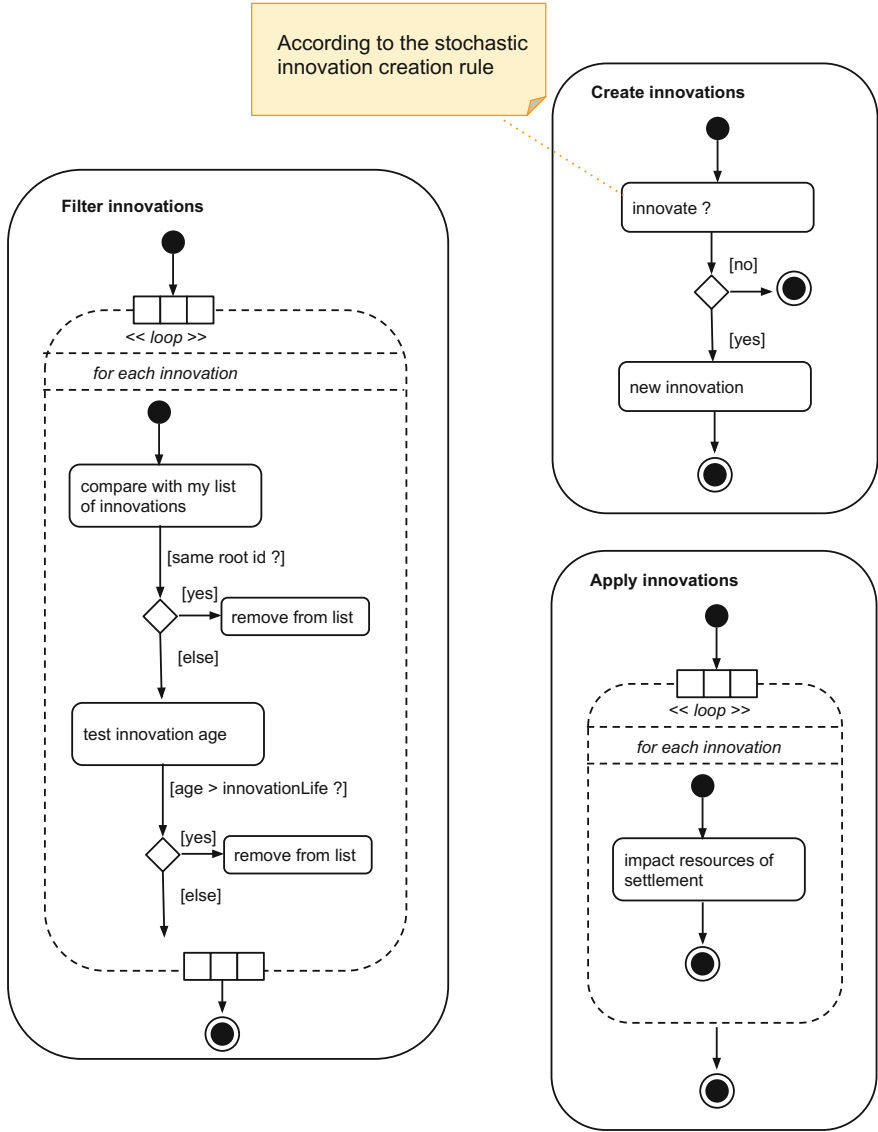 According to the stochastic
innovation creation rule
Filter innovations
<< loop >>
for each innovation
compare with my list
of innovations
[same root id ?]
[yes]
remove from list
[else]
test innovation age
[age > innovationLife ?]
[yes]
remove from list
[else]
Create innovations
innovate ?
[no]
[yes]
new innovation
Apply innovations
<< loop >>
for each innovation
impact resources of
settlement